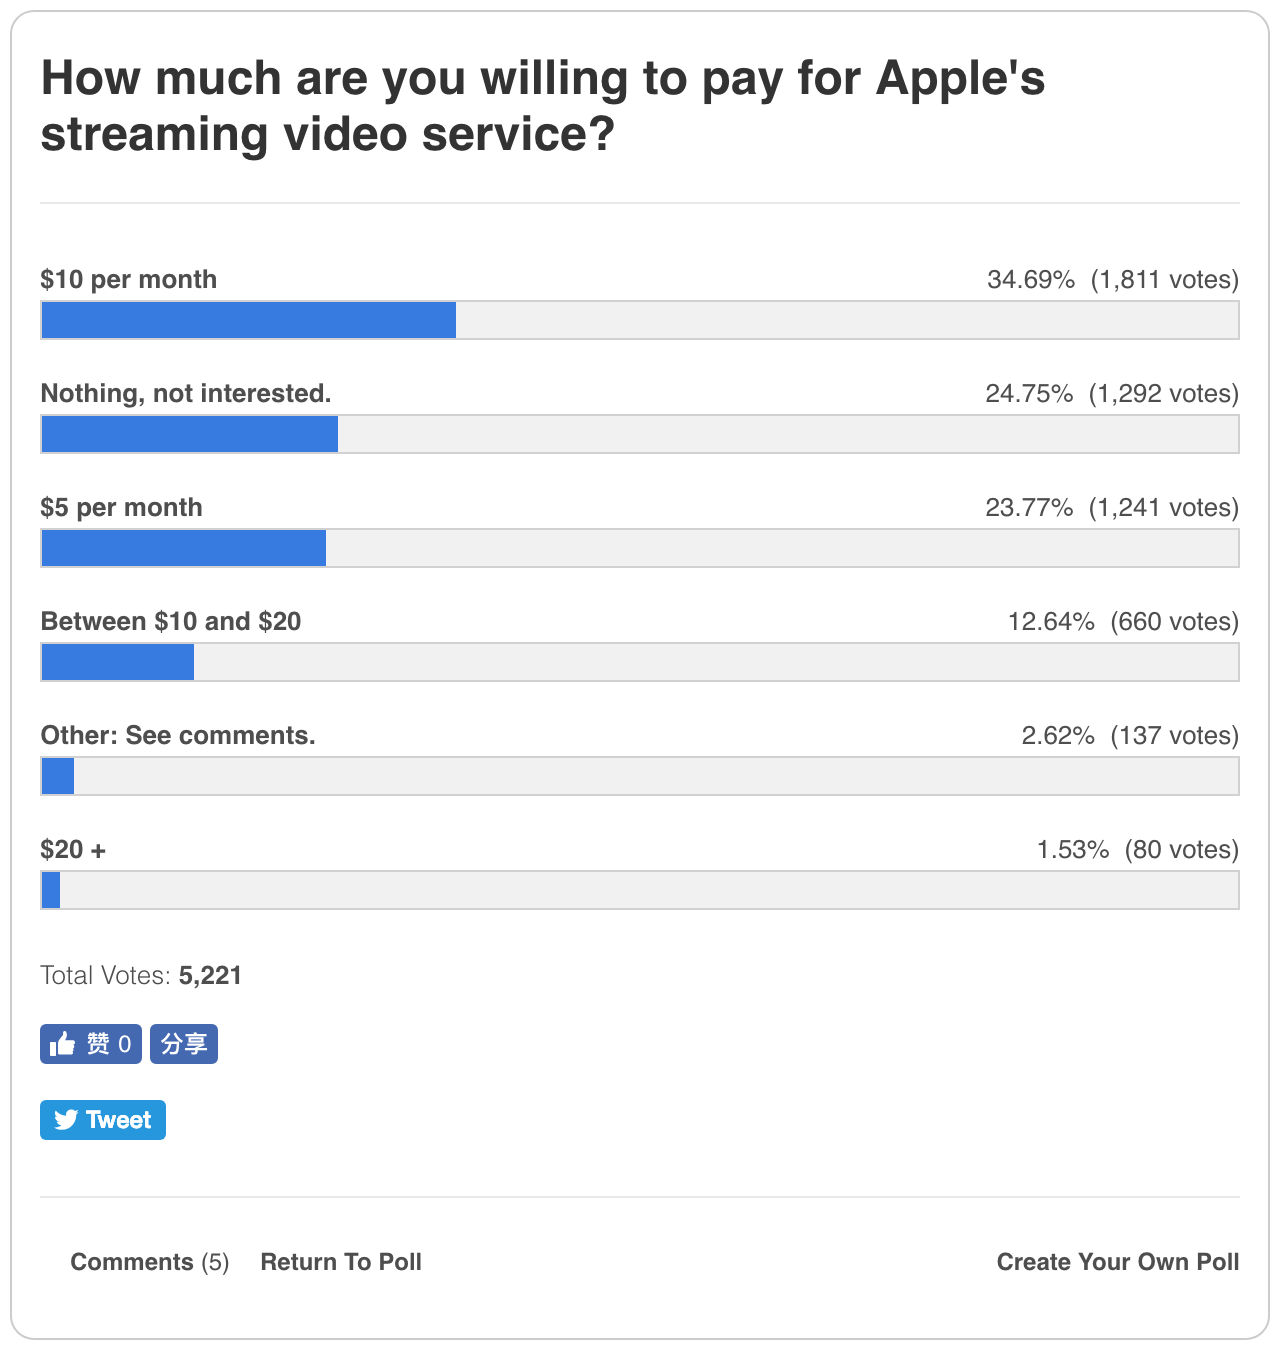 How much are you willing to pay for Apple's
streaming video service?
$10 per month 34.69% (1,811 votes)
Nothing, not interested. 24.75% (1,292 votes)
$5 per month 23.77% (1,241 votes)
Between $10 and $20 12.64% (660 votes)
Other: See comments. 2.62% (137 votes)
$20 + 1.53% (80 votes)
Total Votes: 5,221
赞 0 分享
Tweet
Comments (5) Return To Poll Create Your Own Poll